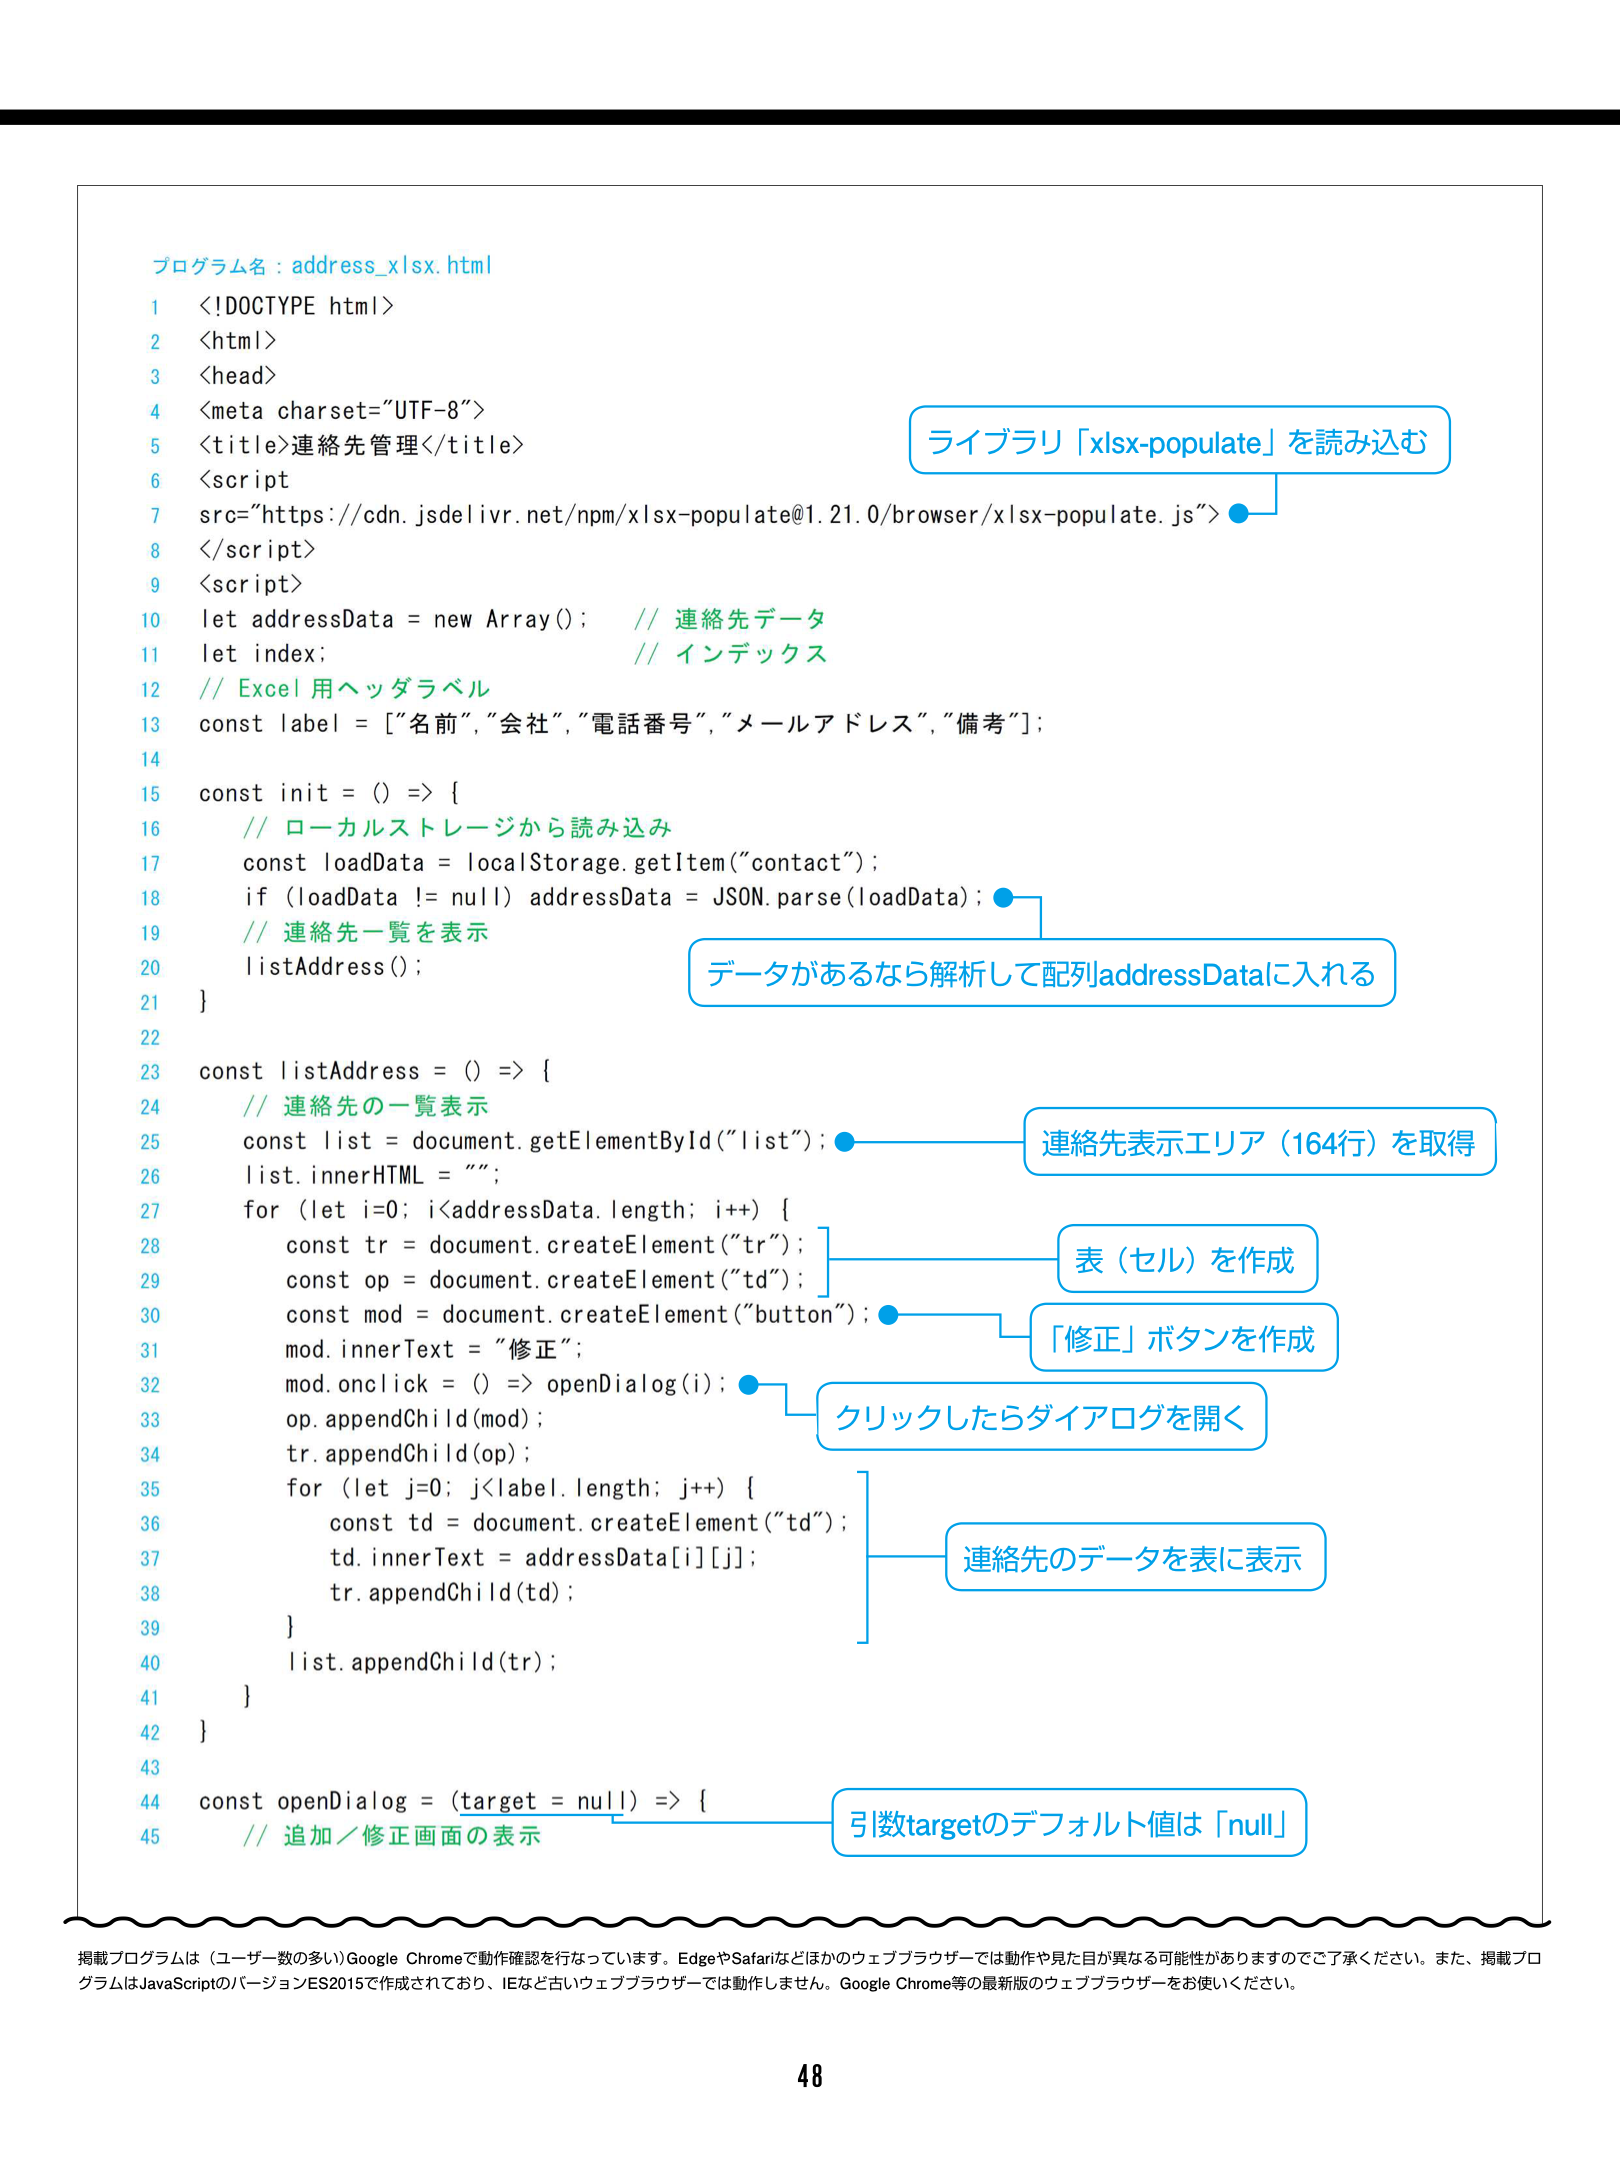 プログラム名：address_xlsx.html
1 <!DOCTYPE html>
2 <html>
3 <head>
4 <meta charset="UTF-8">
5 <title>連絡先管理</title>
ライブラリ「xlsx-populate」を読み込む
6 <script
7 src="https://cdn.jsdelivr.net/npm/xlsx-populate@1.21.0/browser/xlsx-populate.js">
8 </script>
9 <script>
10 let addressData = new Array(); // 連絡先データ
11 let index; // インデックス
12 // Excel 用ヘッダラベル
13 const label = ["名前","会社","電話番号","メールアドレス","備考"];
14
15 const init = () => {
16 // ローカルストレージから読み込み
17 const loadData = localStorage.getItem("contact");
18 if (loadData != null) addressData = JSON.parse(loadData);
19 // 連絡先一覧を表示
20 listAddress();
データがあるなら解析して配列addressDataに入れる
21 }
22
23 const listAddress = () => {
24 // 連絡先の一覧表示
25 const list = document.getElementById("list");
連絡先表示エリア（164行）を取得
26 list.innerHTML = "";
27 for (let i=0; i<addressData.length; i++) {
28 const tr = document.createElement("tr");
29 const op = document.createElement("td");
表（セル）を作成
30 const mod = document.createElement("button");
「修正」ボタンを作成
31 mod.innerText = "修正";
32 mod.onclick = () => openDialog(i);
クリックしたらダイアログを開く
33 op.appendChild(mod);
34 tr.appendChild(op);
35 for (let j=0; j<label.length; j++) {
36 const td = document.createElement("td");
37 td.innerText = addressData[i][j];
連絡先のデータを表に表示
38 tr.appendChild(td);
39 }
40 list.appendChild(tr);
41 }
42 }
43
44 const openDialog = (target = null) => {
引数targetのデフォルト値は「null」
45 // 追加／修正画面の表示
掲載プログラムは（ユーザー数の多い)Google Chromeで動作確認を行なっています。EdgeやSafariなどほかのウェブブラウザーでは動作や見た目が異なる可能性がありますのでご了承ください。また、掲載プロ
グラムはJavaScriptのバージョンES2015で作成されており、IEなど古いウェブブラウザーでは動作しません。Google Chrome等の最新版のウェブブラウザーをお使いください。
48